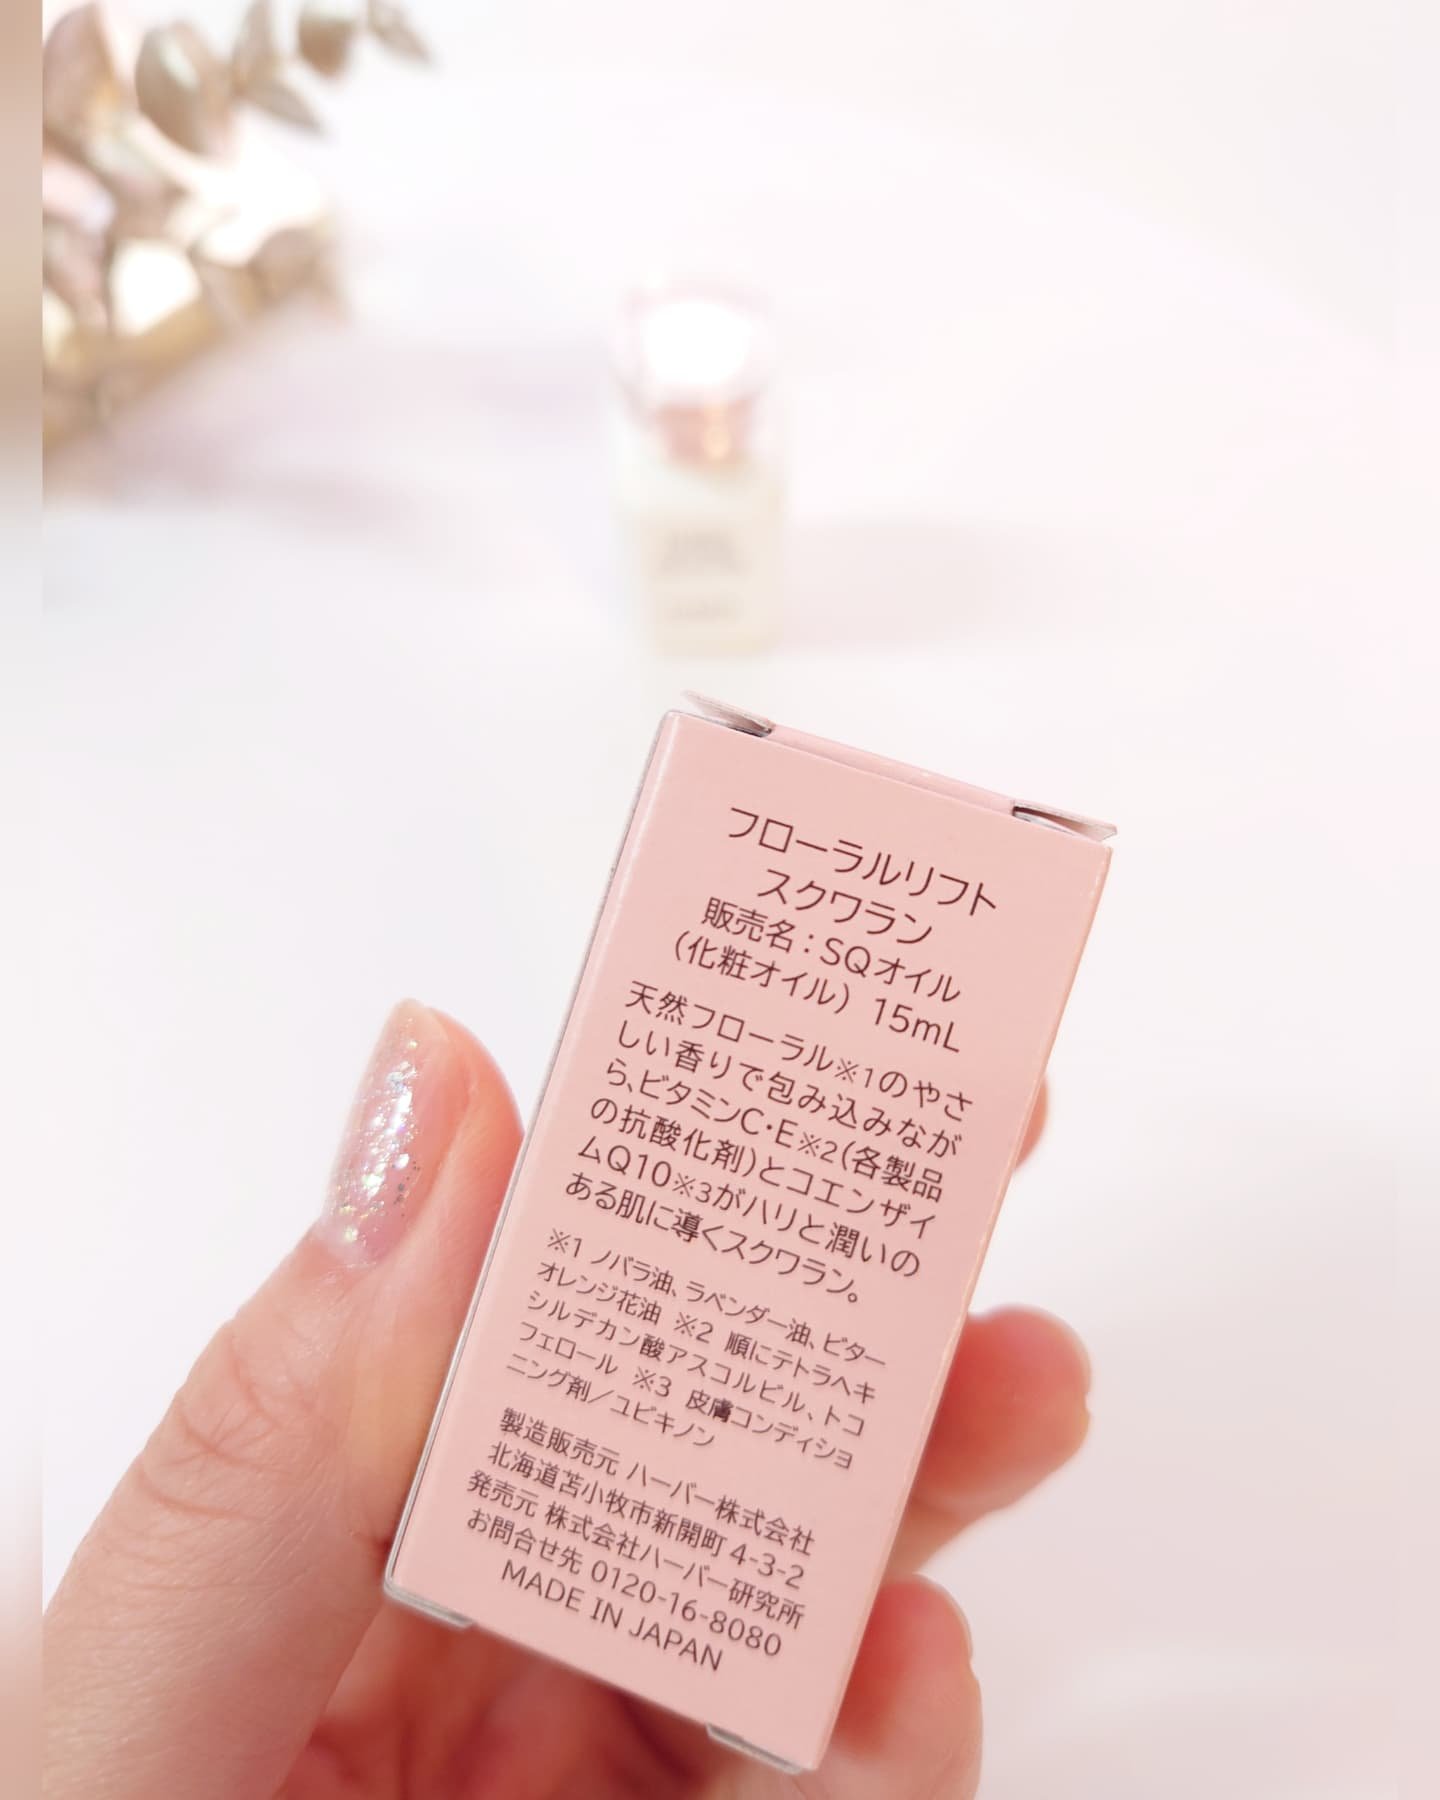 フローラルリフト
スクワラン
販売名：SQオイル
（化粧オイル）15mL
天然フローラル※1のやさ
しい香りで包み込みなが
ら、ビタミンC・E※2（各製品
の抗酸化剤）とコエンザイ
ムQ10※3がハリと潤いの
ある肌に導くスクワラン。
※1 ノバラ油、ラベンダー油、ビター
オレンジ花油 ※2 順にテトラヘキ
シルデカン酸アスコルビル、トコ
フェロール ※3 皮膚コンディショ
ニング剤／ユビキノン
製造販売元 ハーバー株式会社
北海道苫小牧市新開町 4-3-2
発売元 株式会社ハーバー研究所
お問合せ先 0120-16-8080
MADE IN JAPAN